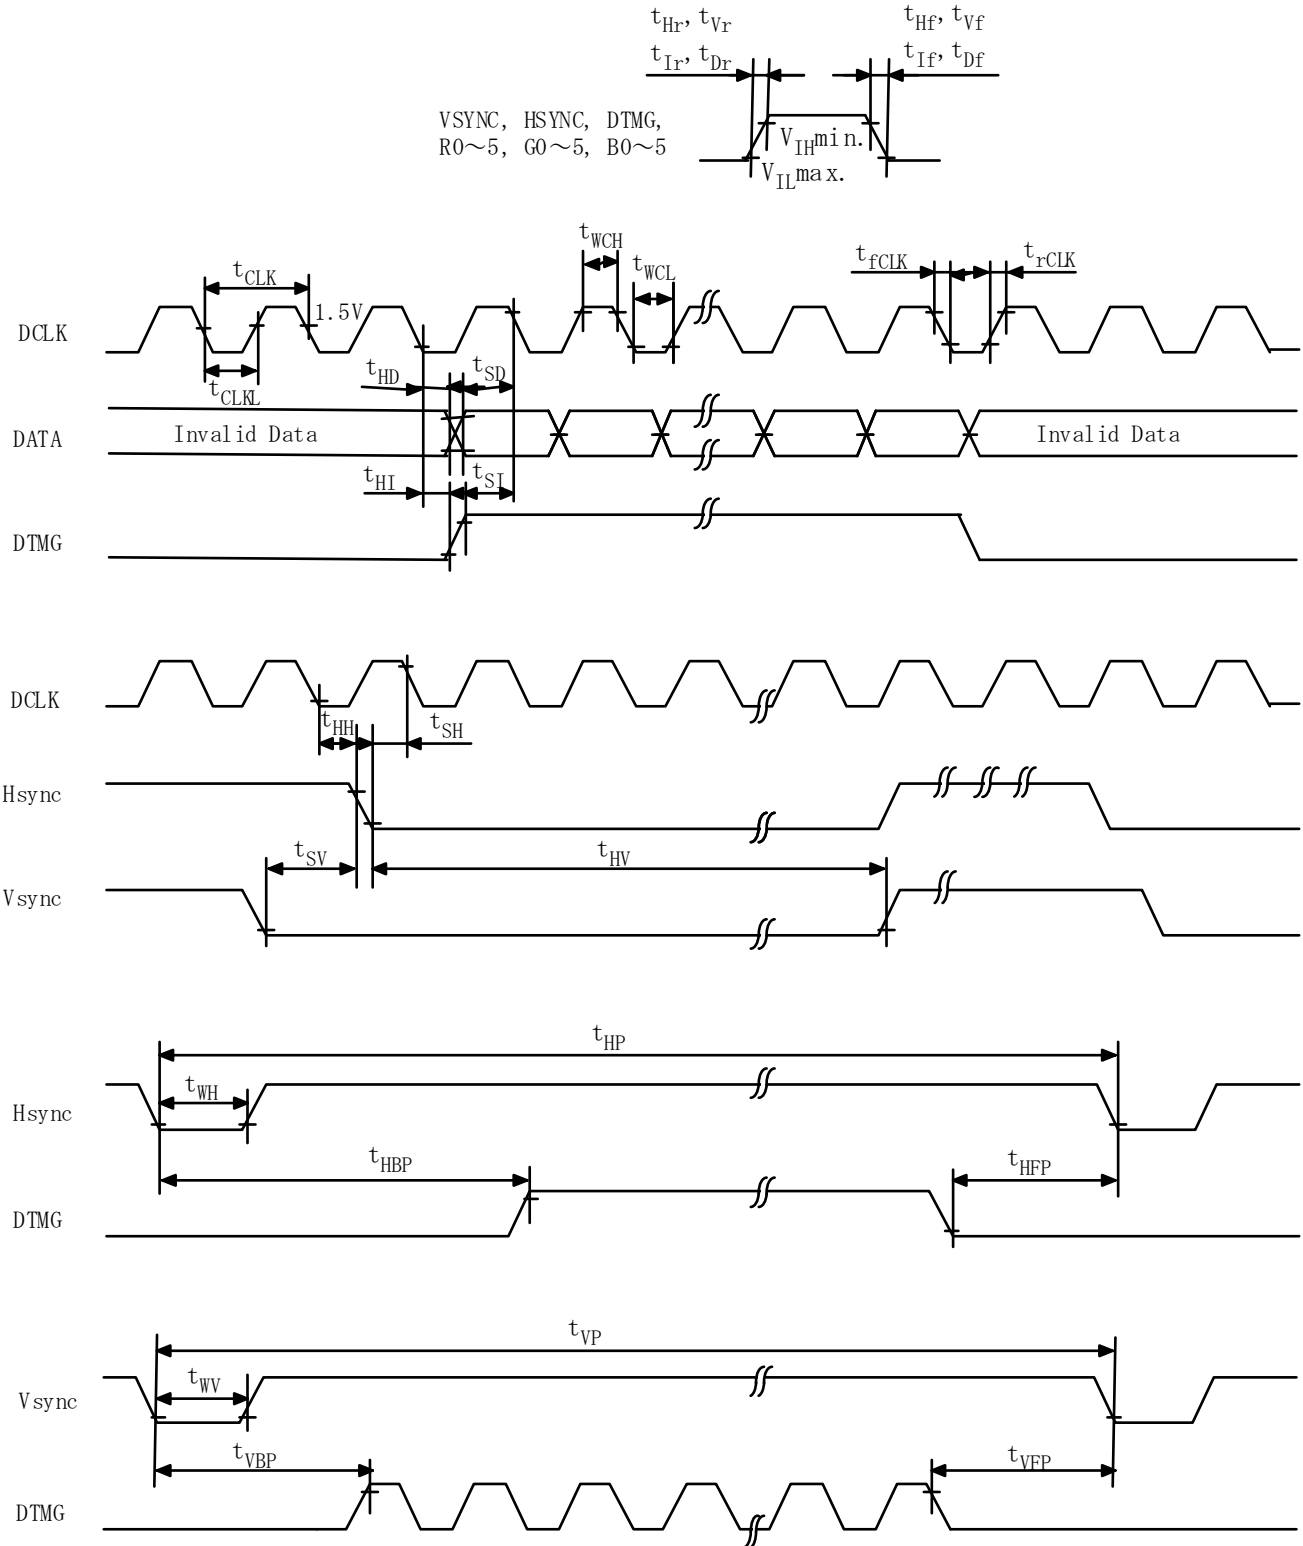 tHr, tVr
tIr, tDr
tHf, tVf
tIf, tDf
VSYNC, HSYNC, DTMG,
R0～5, G0～5, B0～5
VIHmin.
VILmax.
tCLK
1.5V
tWCH
tWCL
tfCLK
trCLK
DCLK
tCLKL
tHD
tSD
DATA
Invalid Data
Invalid Data
tHI
tSI
DTMG
DCLK
tHH
tSH
Hsync
tSV
tHV
Vsync
tHP
tWH
Hsync
tHBP
tHFP
DTMG
tVP
tWV
Vsync
tVBP
tVFP
DTMG